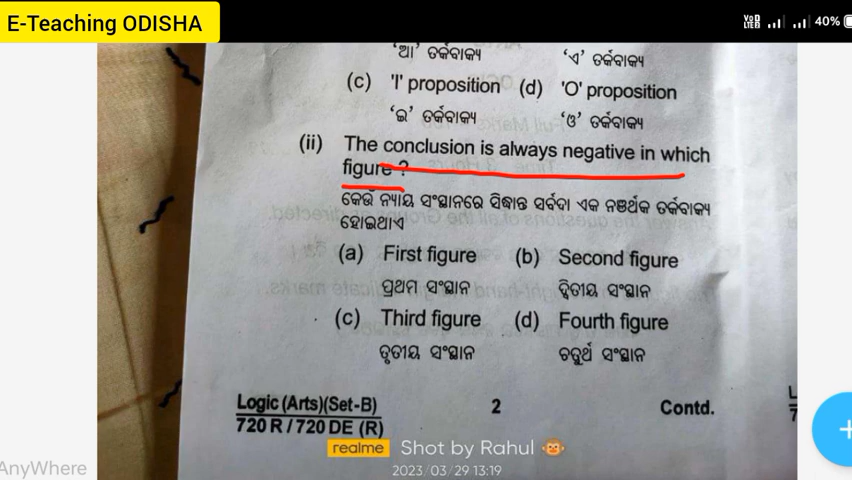 E-Teaching ODISHA
40%
'ଆ' ତର୍କବାକ୍ୟ 'ଏ' ତର୍କବାକ୍ୟ
(c) 'I' proposition (d) 'O' proposition
'ଇ' ତର୍କବାକ୍ୟ 'ଓ' ତର୍କବାକ୍ୟ
(ii) The conclusion is always negative in which
figure ?
କେଉଁ ନ୍ୟାୟ ସଂସ୍ଥାନରେ ସିଦ୍ଧାନ୍ତ ସର୍ବଦା ଏକ ନଞର୍ଥକ ତର୍କବାକ୍ୟ
ହୋଇଥାଏ
(a) First figure (b) Second figure
ପ୍ରଥମ ସଂସ୍ଥାନ ଦ୍ୱିତୀୟ ସଂସ୍ଥାନ
(c) Third figure (d) Fourth figure
ତୃତୀୟ ସଂସ୍ଥାନ ଚତୁର୍ଥ ସଂସ୍ଥାନ
Logic (Arts)(Set-B) 2 Contd.
720 R / 720 DE (R)
realme Shot by Rahul
2023/03/29 13:19
AnyWhere